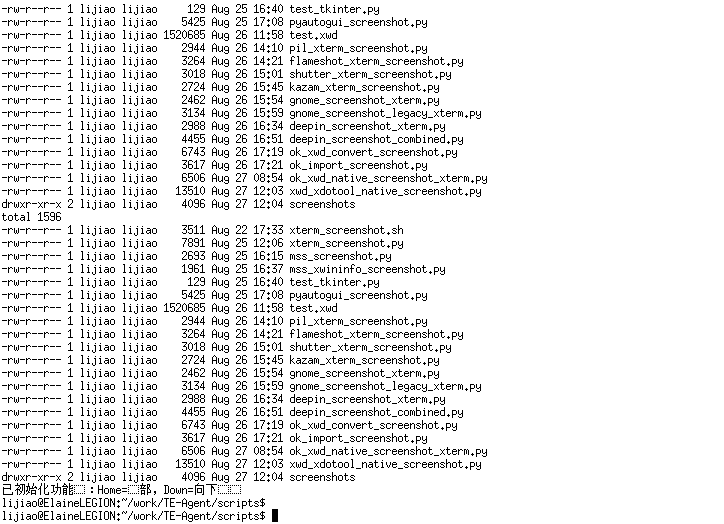 -rw-r--r-- 1 lijiao lijiao     129 Aug 25 16:40 test_tkinter.py
-rw-r--r-- 1 lijiao lijiao    5425 Aug 25 17:08 pyautogui_screenshot.py
-rw-r--r-- 1 lijiao lijiao 1520685 Aug 26 11:58 test.xwd
-rw-r--r-- 1 lijiao lijiao    2944 Aug 26 14:10 pil_xterm_screenshot.py
-rw-r--r-- 1 lijiao lijiao    3264 Aug 26 14:21 flameshot_xterm_screenshot.py
-rw-r--r-- 1 lijiao lijiao    3018 Aug 26 15:01 shutter_xterm_screenshot.py
-rw-r--r-- 1 lijiao lijiao    2724 Aug 26 15:45 kazam_xterm_screenshot.py
-rw-r--r-- 1 lijiao lijiao    2462 Aug 26 15:54 gnome_screenshot_xterm.py
-rw-r--r-- 1 lijiao lijiao    3134 Aug 26 15:59 gnome_screenshot_legacy_xterm.py
-rw-r--r-- 1 lijiao lijiao    2988 Aug 26 16:34 deepin_screenshot_xterm.py
-rw-r--r-- 1 lijiao lijiao    4455 Aug 26 16:51 deepin_screenshot_combined.py
-rw-r--r-- 1 lijiao lijiao    6743 Aug 26 17:19 ok_xwd_convert_screenshot.py
-rw-r--r-- 1 lijiao lijiao    3617 Aug 26 17:21 ok_import_screenshot.py
-rw-r--r-- 1 lijiao lijiao    6506 Aug 27 08:54 ok_xwd_native_screenshot_xterm.py
-rw-r--r-- 1 lijiao lijiao   13510 Aug 27 12:03 xwd_xdotool_native_screenshot.py
drwxr-xr-x 2 lijiao lijiao    4096 Aug 27 12:04 screenshots
total 1596
-rw-r--r-- 1 lijiao lijiao    3511 Aug 22 17:33 xterm_screenshot.sh
-rw-r--r-- 1 lijiao lijiao    7891 Aug 25 12:06 xterm_screenshot.py
-rw-r--r-- 1 lijiao lijiao    2693 Aug 25 16:15 mss_screenshot.py
-rw-r--r-- 1 lijiao lijiao    1961 Aug 25 16:37 mss_xwininfo_screenshot.py
-rw-r--r-- 1 lijiao lijiao     129 Aug 25 16:40 test_tkinter.py
-rw-r--r-- 1 lijiao lijiao    5425 Aug 25 17:08 pyautogui_screenshot.py
-rw-r--r-- 1 lijiao lijiao 1520685 Aug 26 11:58 test.xwd
-rw-r--r-- 1 lijiao lijiao    2944 Aug 26 14:10 pil_xterm_screenshot.py
-rw-r--r-- 1 lijiao lijiao    3264 Aug 26 14:21 flameshot_xterm_screenshot.py
-rw-r--r-- 1 lijiao lijiao    3018 Aug 26 15:01 shutter_xterm_screenshot.py
-rw-r--r-- 1 lijiao lijiao    2724 Aug 26 15:45 kazam_xterm_screenshot.py
-rw-r--r-- 1 lijiao lijiao    2462 Aug 26 15:54 gnome_screenshot_xterm.py
-rw-r--r-- 1 lijiao lijiao    3134 Aug 26 15:59 gnome_screenshot_legacy_xterm.py
-rw-r--r-- 1 lijiao lijiao    2988 Aug 26 16:34 deepin_screenshot_xterm.py
-rw-r--r-- 1 lijiao lijiao    4455 Aug 26 16:51 deepin_screenshot_combined.py
-rw-r--r-- 1 lijiao lijiao    6743 Aug 26 17:19 ok_xwd_convert_screenshot.py
-rw-r--r-- 1 lijiao lijiao    3617 Aug 26 17:21 ok_import_screenshot.py
-rw-r--r-- 1 lijiao lijiao    6506 Aug 27 08:54 ok_xwd_native_screenshot_xterm.py
-rw-r--r-- 1 lijiao lijiao   13510 Aug 27 12:03 xwd_xdotool_native_screenshot.py
drwxr-xr-x 2 lijiao lijiao    4096 Aug 27 12:04 screenshots
已初始化功能 :Home= 部, Down=向下
lijiao@ElaineLEGION:~/work/TE-Agent/scripts$
lijiao@ElaineLEGION:~/work/TE-Agent/scripts$